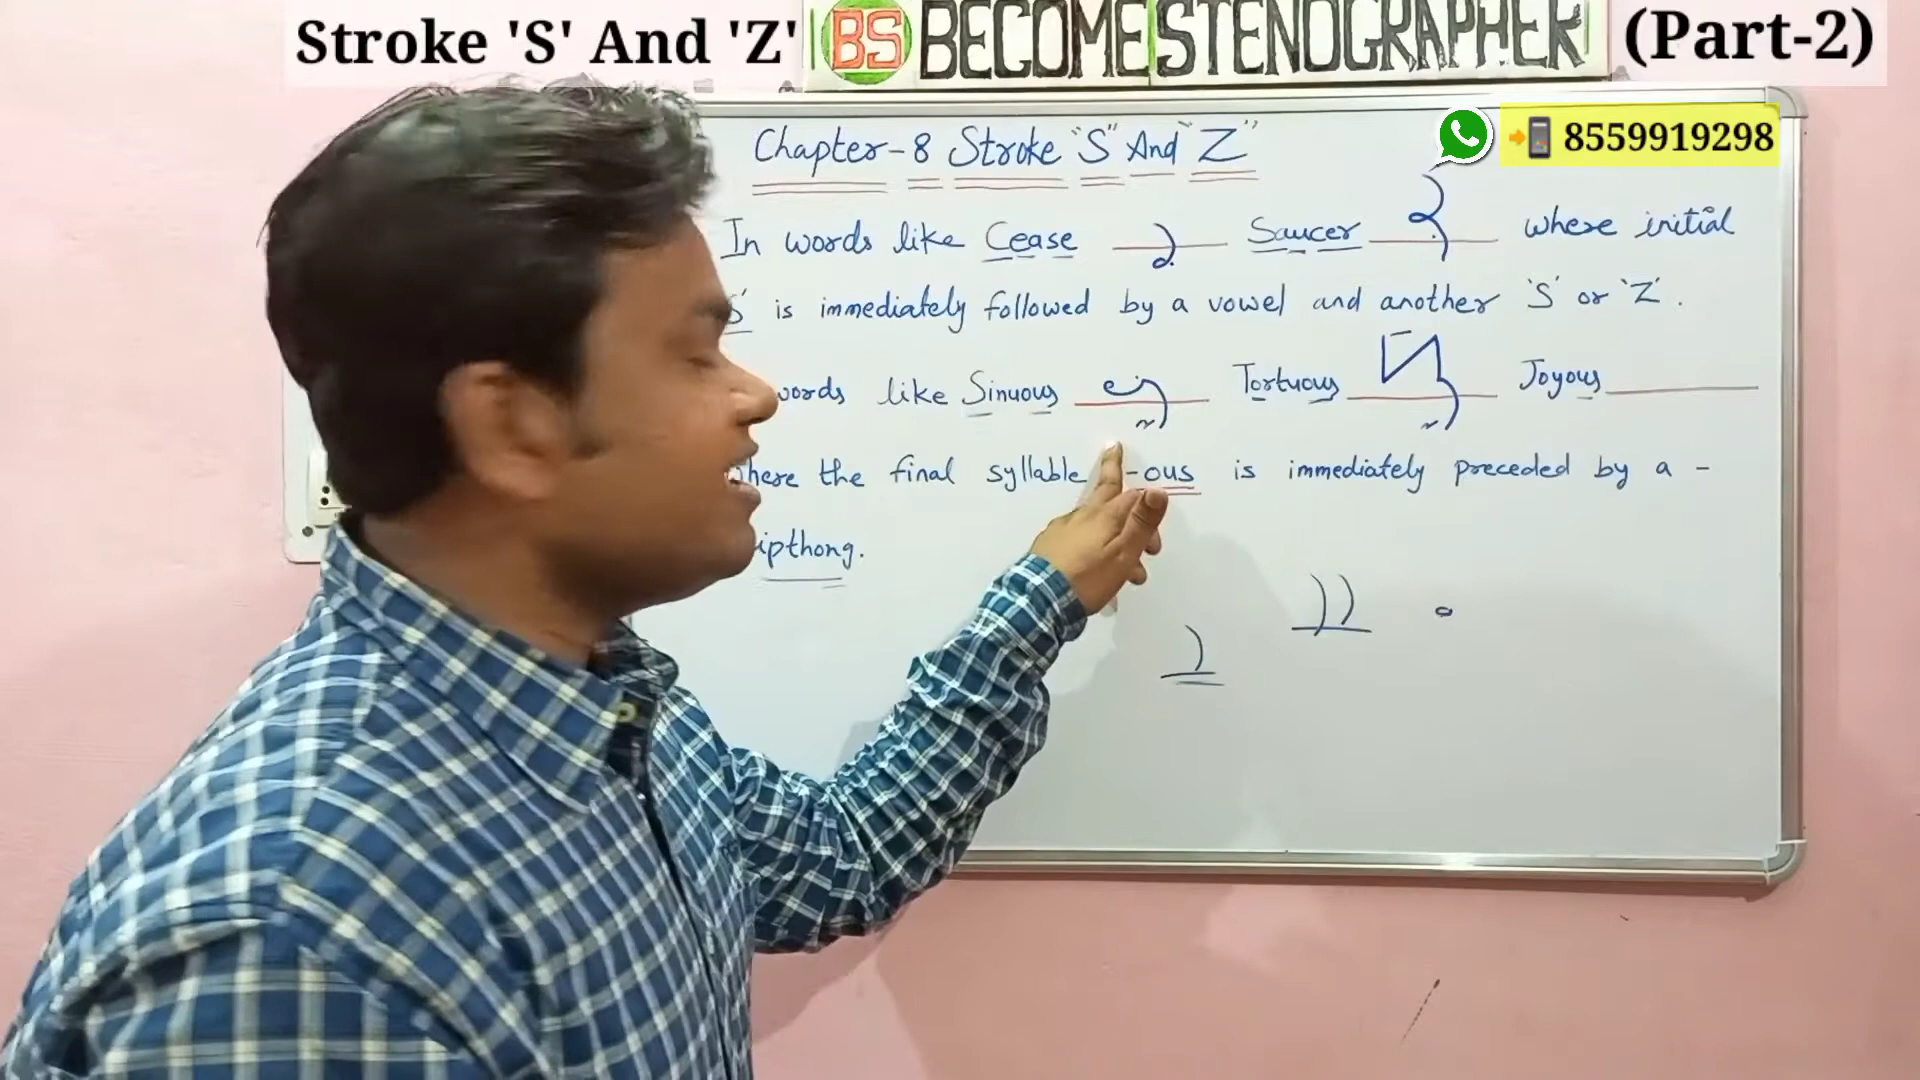 Stroke 'S' And 'Z' BS BECOME STENOGRAPHER (Part-2)
8559919298
Chapter-8 Stroke "S" And "Z"
In words like Cease Saucer where initial
'S' is immediately followed by a vowel and another 'S' or 'Z'.
words like Sinuous Tortuous Joyous
where the final syllable -ous is immediately preceded by a -
ipthong.